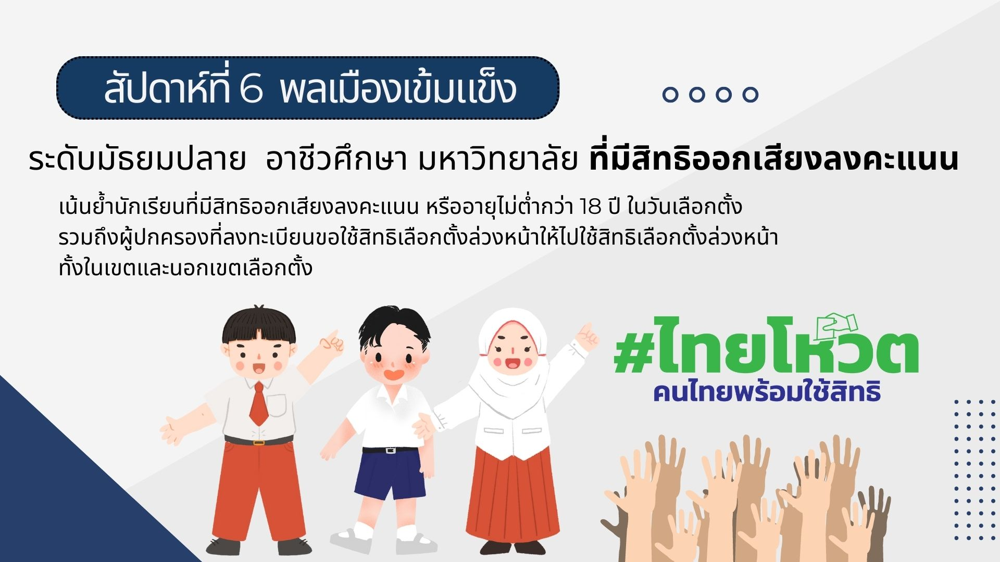 สัปดาห์ที่ 6 พลเมืองเข้มแข็ง
ระดับมัธยมปลาย อาชีวศึกษา มหาวิทยาลัย ที่มีสิทธิออกเสียงลงคะแนน
เน้นย้ำนักเรียนที่มีสิทธิออกเสียงลงคะแนน หรืออายุไม่ต่ำกว่า 18 ปี ในวันเลือกตั้ง
รวมถึงผู้ปกครองที่ลงทะเบียนขอใช้สิทธิเลือกตั้งล่วงหน้าให้ไปใช้สิทธิเลือกตั้งล่วงหน้า
ทั้งในเขตและนอกเขตเลือกตั้ง
#ไทยโหวต
คนไทยพร้อมใช้สิทธิ